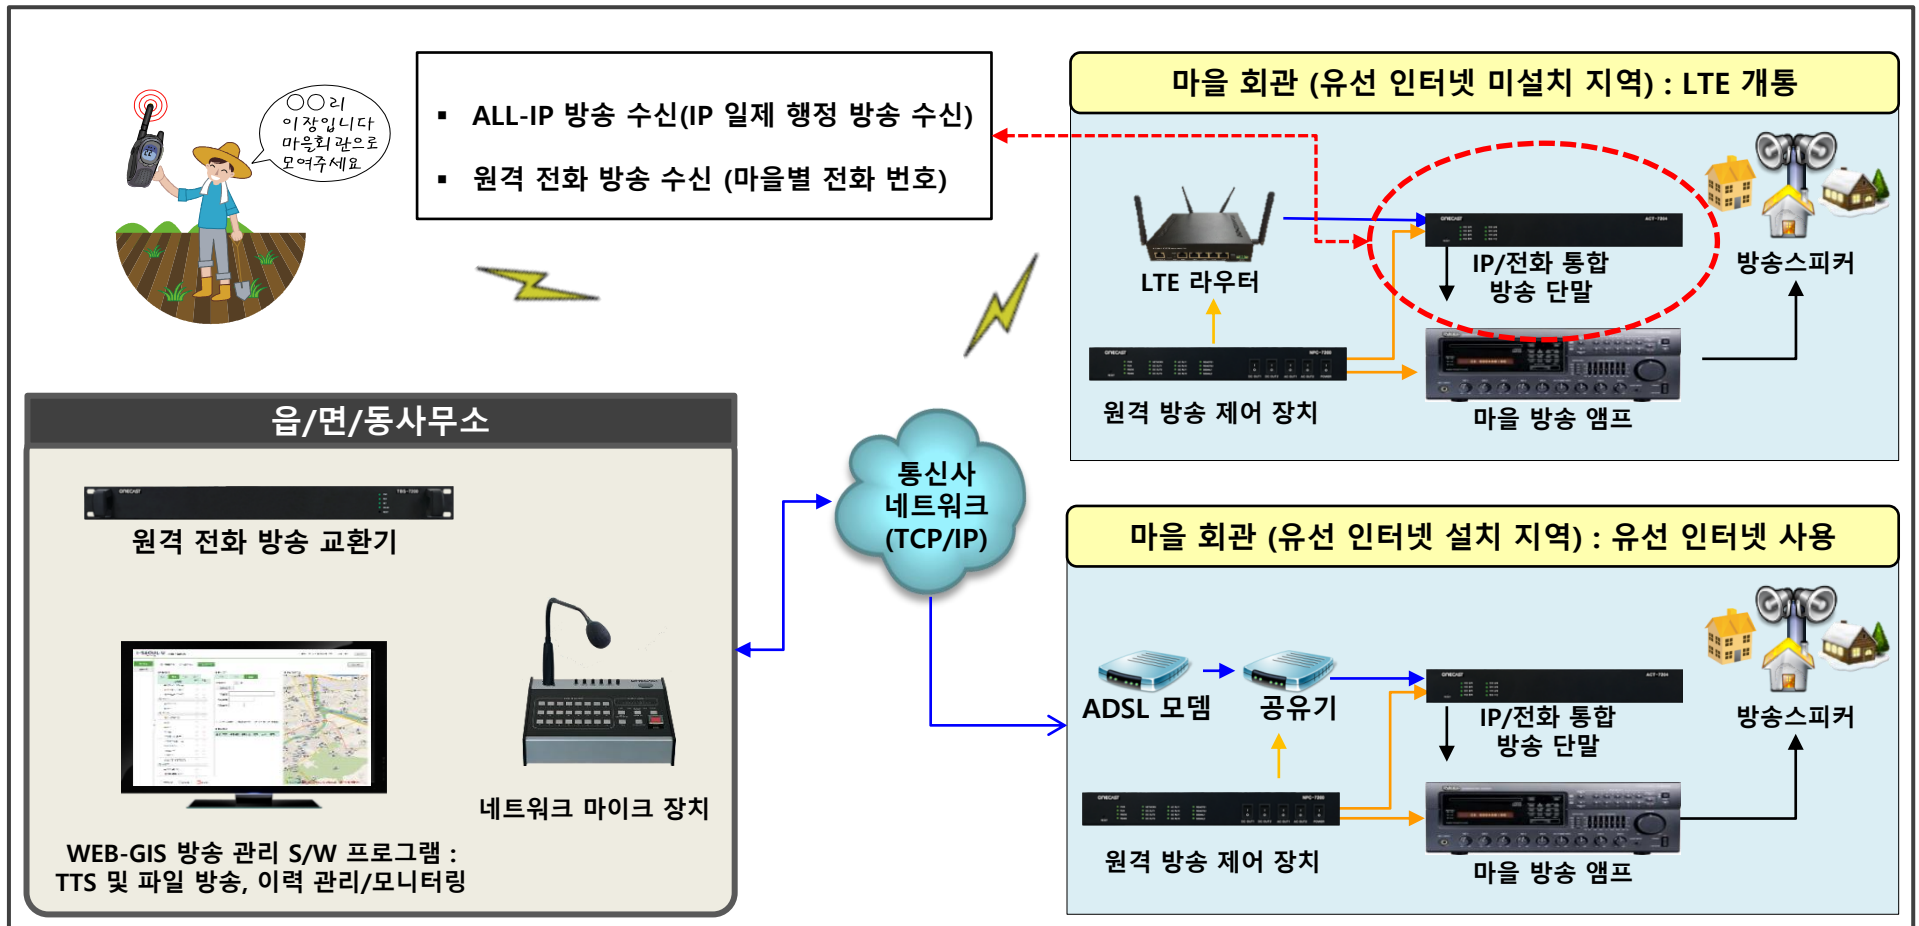 ○○리
이장입니다
마을회관으로
모여주세요
▪ ALL-IP 방송 수신(IP 일제 행정 방송 수신)
▪ 원격 전화 방송 수신 (마을별 전화 번호)
마을 회관 (유선 인터넷 미설치 지역) : LTE 개통
ONECAST
ACT-7204
LTE 라우터
IP/전화 통합
방송 단말
방송스피커
ONECAST
원격 방송 제어 장치
마을 방송 앰프
읍/면/동사무소
ONECAST
원격 전화 방송 교환기
네트워크 마이크 장치
WEB-GIS 방송 관리 S/W 프로그램 :
TTS 및 파일 방송, 이력 관리/모니터링
통신사
네트워크
(TCP/IP)
마을 회관 (유선 인터넷 설치 지역) : 유선 인터넷 사용
ONECAST
ACT-7204
ADSL 모뎀
공유기
IP/전화 통합
방송 단말
방송스피커
ONECAST
원격 방송 제어 장치
마을 방송 앰프